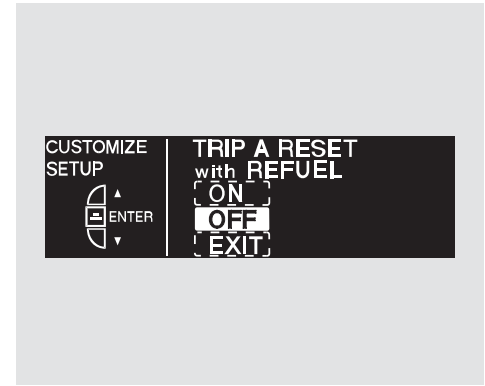 CUSTOMIZE
SETUP
ENTER
TRIP A RESET
with REFUEL
ON
OFF
EXIT